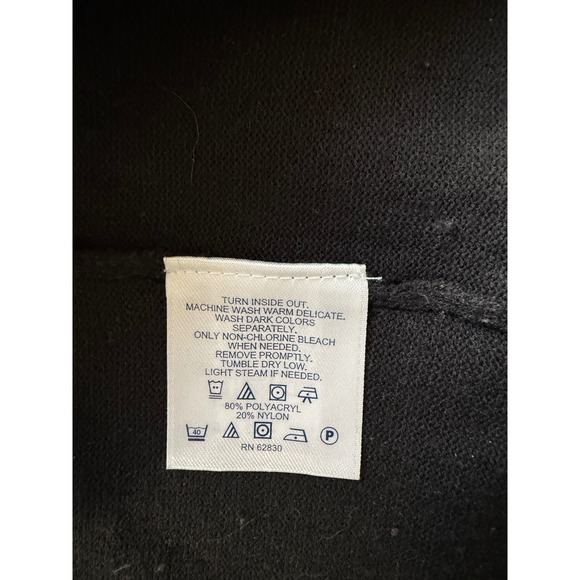 TURN INSIDE OUT.
MACHINE WASH WARM DELICATE.
WASH DARK COLORS
SEPARATELY.
ONLY NON-CHLORINE BLEACH
WHEN NEEDED.
REMOVE PROMPTLY.
TUMBLE DRY LOW.
LIGHT STEAM IF NEEDED.
80% POLYACRYL
20% NYLON
40 P
RN 62830